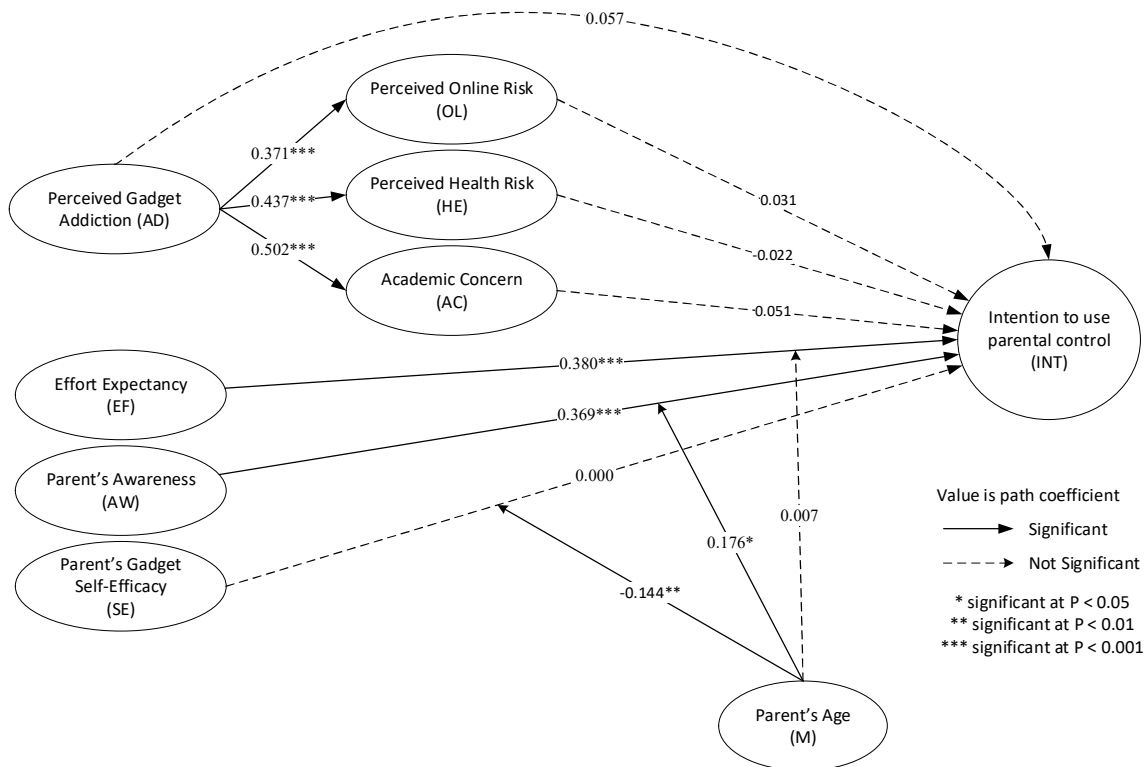 0.057
Perceived Online Risk
(OL)
0.371***
Perceived Gadget
Addiction (AD)
0.437***
Perceived Health Risk
(HE)
0.031
-0.022
0.502***
Academic Concern
(AC)
0.051
Intention to use
parental control
(INT)
Effort Expectancy
(EF)
0.380***
0.369***
Parent’s Awareness
(AW)
0.000
Parent’s Gadget
Self-Efficacy
(SE)
0.007
0.176*
-0.144**
Value is path coefficient
Significant
Not Significant
* significant at P < 0.05
** significant at P < 0.01
*** significant at P < 0.001
Parent’s Age
(M)